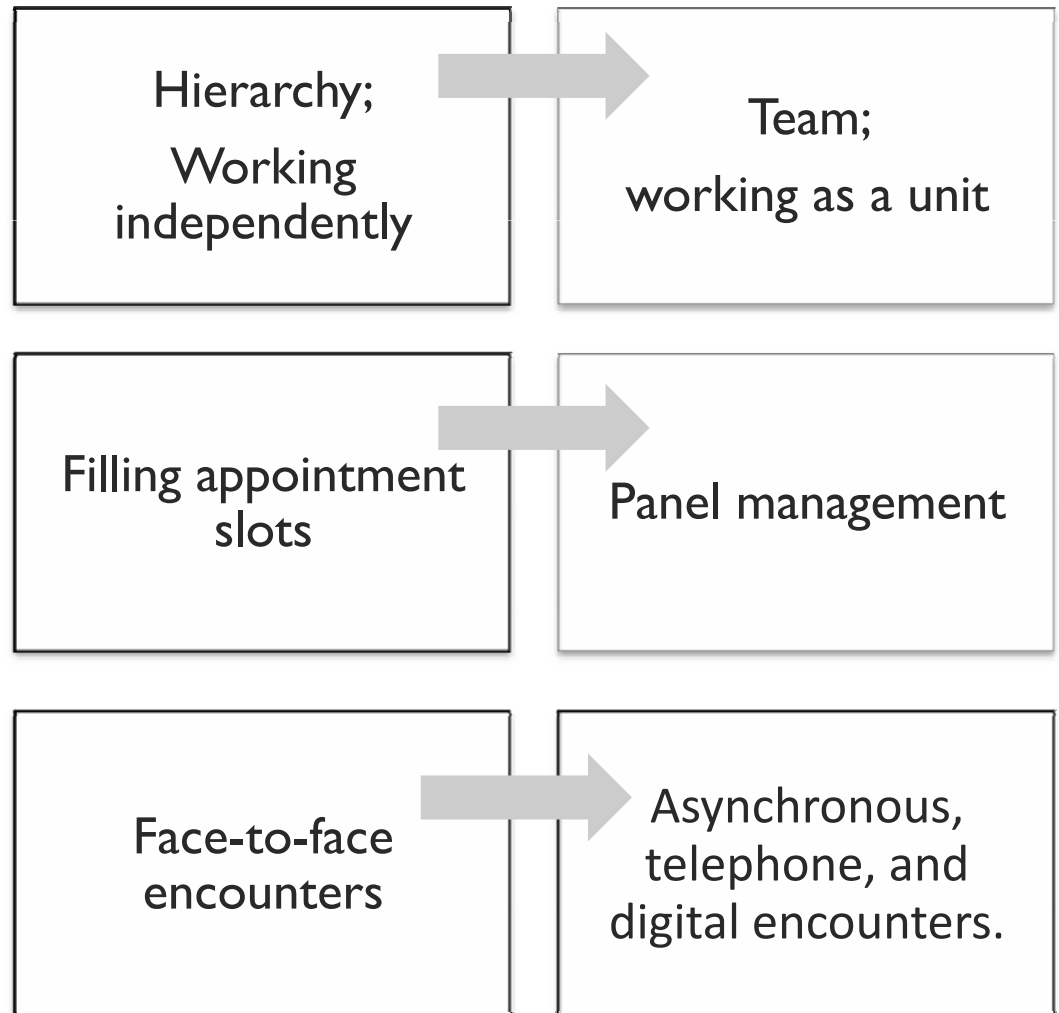 Hierarchy;
Working
independently
Team;
working as a unit
Filling appointment
slots
Panel management
Face-to-face
encounters
Asynchronous,
telephone, and
digital encounters.